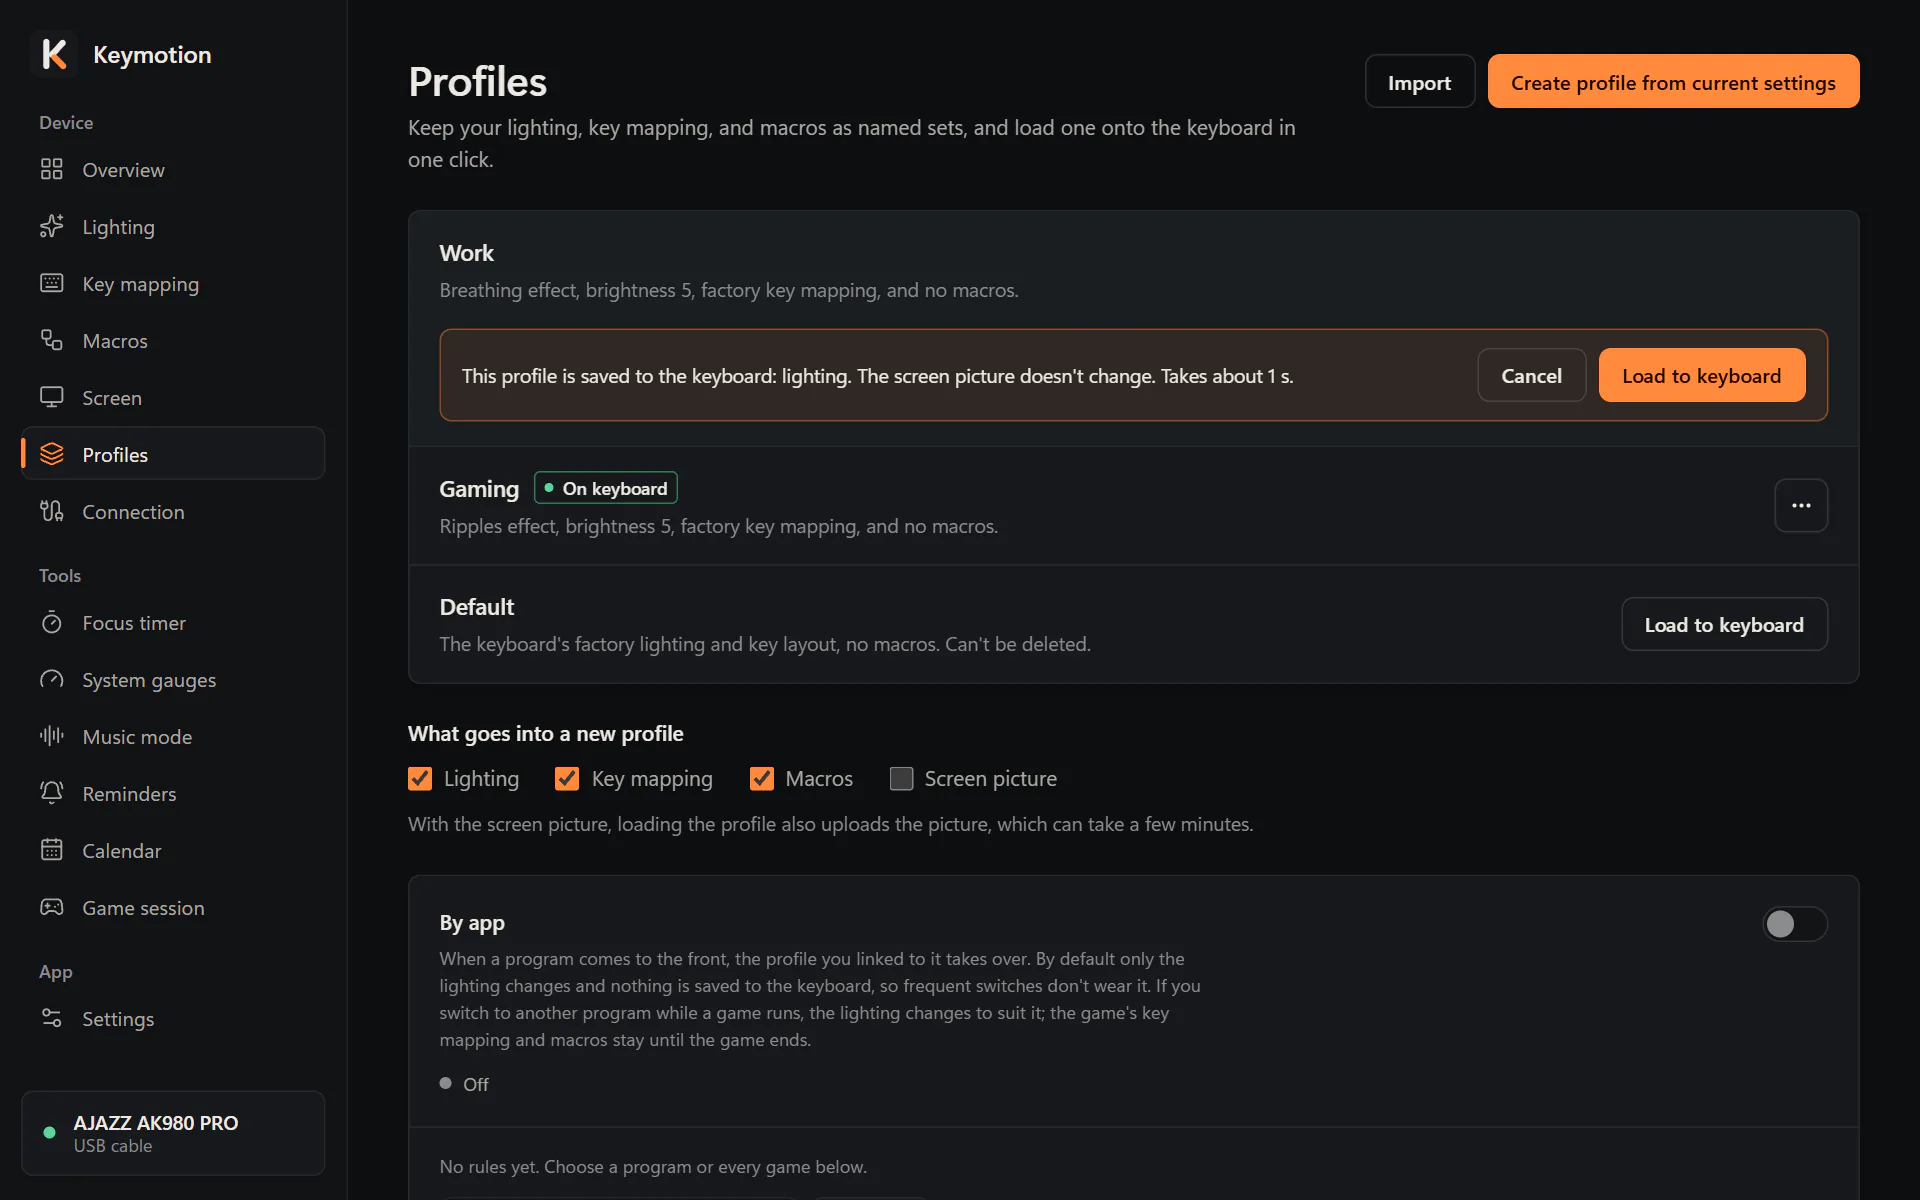 Keymotion
Device
Overview
Lighting
Key mapping
Macros
Screen
Profiles
Connection
Tools
Focus timer
System gauges
Music mode
Reminders
Calendar
Game session
App
Settings
AJAZZ AK980 PRO
USB cable
Profiles
Keep your lighting, key mapping, and macros as named sets, and load one onto the keyboard in
one click.
Import
Create profile from current settings
Work
Breathing effect, brightness 5, factory key mapping, and no macros.
This profile is saved to the keyboard: lighting. The screen picture doesn't change. Takes about 1 s.
Cancel
Load to keyboard
Gaming
On keyboard
Ripples effect, brightness 5, factory key mapping, and no macros.
Default
The keyboard's factory lighting and key layout, no macros. Can't be deleted.
Load to keyboard
What goes into a new profile
Lighting
Key mapping
Macros
Screen picture
With the screen picture, loading the profile also uploads the picture, which can take a few minutes.
By app
When a program comes to the front, the profile you linked to it takes over. By default only the
lighting changes and nothing is saved to the keyboard, so frequent switches don't wear it. If you
switch to another program while a game runs, the lighting changes to suit it; the game's key
mapping and macros stay until the game ends.
Off
No rules yet. Choose a program or every game below.